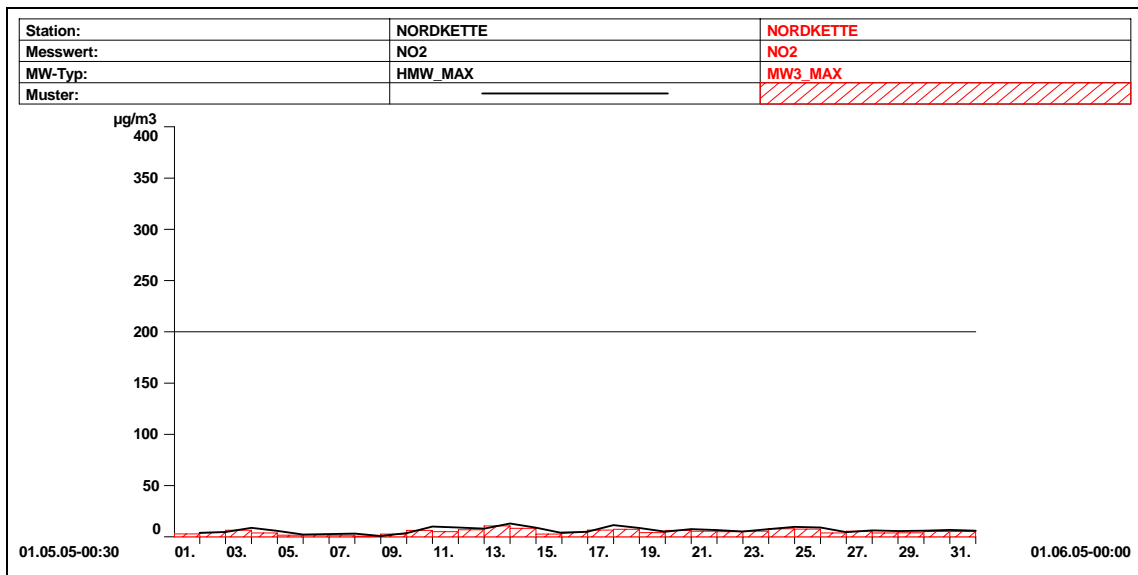 Station: NORDKETTE NORDKETTE
Messwert: NO2 NO2
MW-Typ: HMW_MAX MW3_MAX
Muster:
µg/m3
400
350
300
250
200
150
100
50
0
01.05.05-00:30 01. 03. 05. 07. 09. 11. 13. 15. 17. 19. 21. 23. 25. 27. 29. 31. 01.06.05-00:00